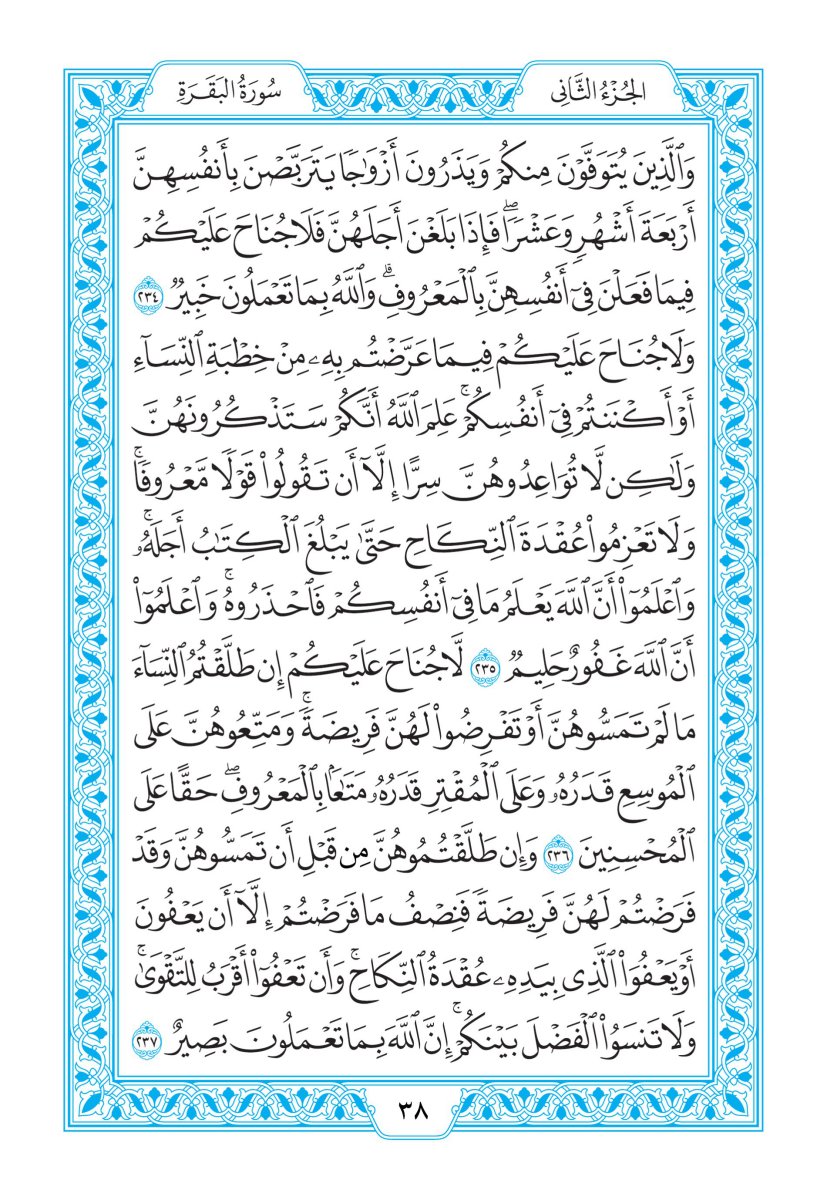 الجُزْءُ الثَّانِي
سُورَةُ البَقَرَةِ
وَٱلَّذِينَ يُتَوَفَّوْنَ مِنكُمْ وَيَذَرُونَ أَزْوَٰجًا يَتَرَبَّصْنَ بِأَنفُسِهِنَّ
أَرْبَعَةَ أَشْهُرٍ وَعَشْرًا ۖ فَإِذَا بَلَغْنَ أَجَلَهُنَّ فَلَا جُنَاحَ عَلَيْكُمْ
فِيمَا فَعَلْنَ فِىٓ أَنفُسِهِنَّ بِٱلْمَعْرُوفِ ۗ وَٱللَّهُ بِمَا تَعْمَلُونَ خَبِيرٌ ٢٣٤
وَلَا جُنَاحَ عَلَيْكُمْ فِيمَا عَرَّضْتُم بِهِۦ مِنْ خِطْبَةِ ٱلنِّسَآءِ
أَوْ أَكْنَنتُمْ فِىٓ أَنفُسِكُمْ ۚ عَلِمَ ٱللَّهُ أَنَّكُمْ سَتَذْكُرُونَهُنَّ
وَلَٰكِن لَّا تُوَاعِدُوهُنَّ سِرًّا إِلَّآ أَن تَقُولُوا۟ قَوْلًا مَّعْرُوفًا ۚ
وَلَا تَعْزِمُوا۟ عُقْدَةَ ٱلنِّكَاحِ حَتَّىٰ يَبْلُغَ ٱلْكِتَٰبُ أَجَلَهُۥ ۚ
وَٱعْلَمُوٓا۟ أَنَّ ٱللَّهَ يَعْلَمُ مَا فِىٓ أَنفُسِكُمْ فَٱحْذَرُوهُ ۚ وَٱعْلَمُوٓا۟
أَنَّ ٱللَّهَ غَفُورٌ حَلِيمٌ ٢٣٥ لَّا جُنَاحَ عَلَيْكُمْ إِن طَلَّقْتُمُ ٱلنِّسَآءَ
مَا لَمْ تَمَسُّوهُنَّ أَوْ تَفْرِضُوا۟ لَهُنَّ فَرِيضَةً ۚ وَمَتِّعُوهُنَّ عَلَى
ٱلْمُوسِعِ قَدَرُهُۥ وَعَلَى ٱلْمُقْتِرِ قَدَرُهُۥ مَتَٰعًۢا بِٱلْمَعْرُوفِ ۖ حَقًّا عَلَى
ٱلْمُحْسِنِينَ ٢٣٦ وَإِن طَلَّقْتُمُوهُنَّ مِن قَبْلِ أَن تَمَسُّوهُنَّ وَقَدْ
فَرَضْتُمْ لَهُنَّ فَرِيضَةً فَنِصْفُ مَا فَرَضْتُمْ إِلَّآ أَن يَعْفُونَ
أَوْ يَعْفُوَا۟ ٱلَّذِى بِيَدِهِۦ عُقْدَةُ ٱلنِّكَاحِ ۚ وَأَن تَعْفُوٓا۟ أَقْرَبُ لِلتَّقْوَىٰ ۚ
وَلَا تَنسَوُا۟ ٱلْفَضْلَ بَيْنَكُمْ ۚ إِنَّ ٱللَّهَ بِمَا تَعْمَلُونَ بَصِيرٌ ٢٣٧
٣٨